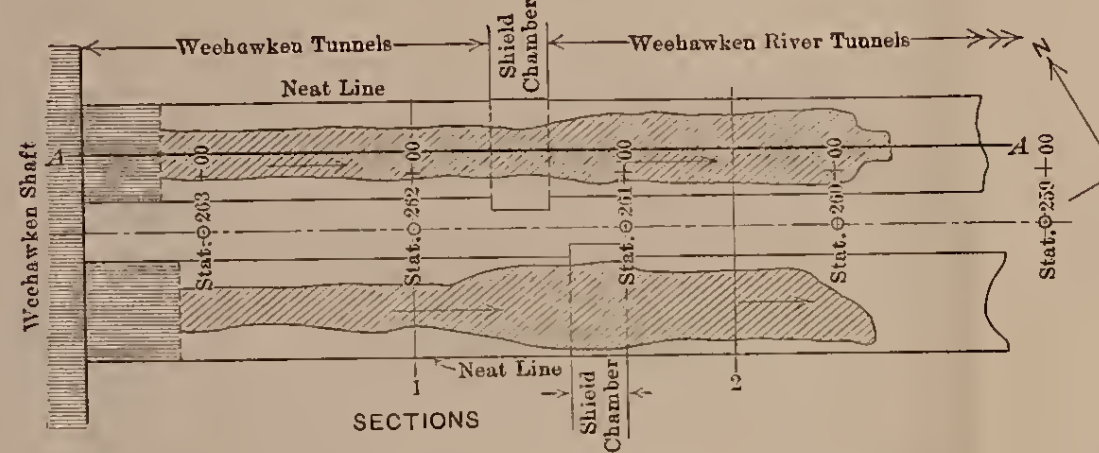 Weehawken Tunnels
Shield
Chamber
Weehawken River Tunnels
N
Neat Line
Weehawken Shaft
A
A
Stat. 263+00
Stat. 262+00
Stat. 261+00
Stat. 260+00
Stat. 259+00
Neat Line
1
2
Shield
Chamber
SECTIONS